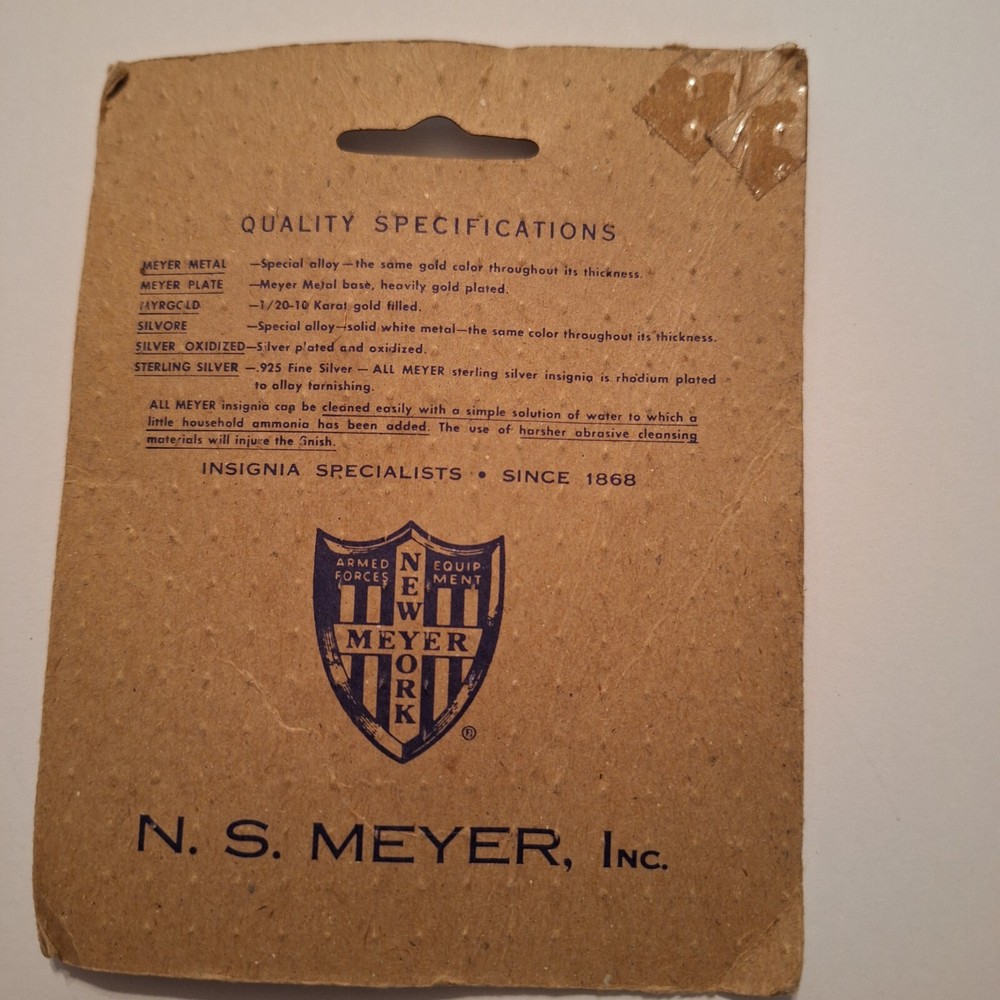 QUALITY SPECIFICATIONS
MEYER METAL —Special alloy—the same gold color throughout its thickness.
MEYER PLATE —Meyer Metal base, heavily gold plated.
MYRGOLD —1/20-10 Karat gold filled.
SILVORE —Special alloy—solid white metal—the same color throughout its thickness.
SILVER OXIDIZED—Silver plated and oxidized.
STERLING SILVER —.925 Fine Silver — ALL MEYER sterling silver insignia is rhodium plated
to allay tarnishing.
ALL MEYER insignia can be cleaned easily with a simple solution of water to which a
little household ammonia has been added. The use of harsher abrasive cleansing
materials will injure the finish.
INSIGNIA SPECIALISTS • SINCE 1868
ARMED FORCES
EQUIP MENT
NEW YORK
MEYER
®
N. S. MEYER, INC.